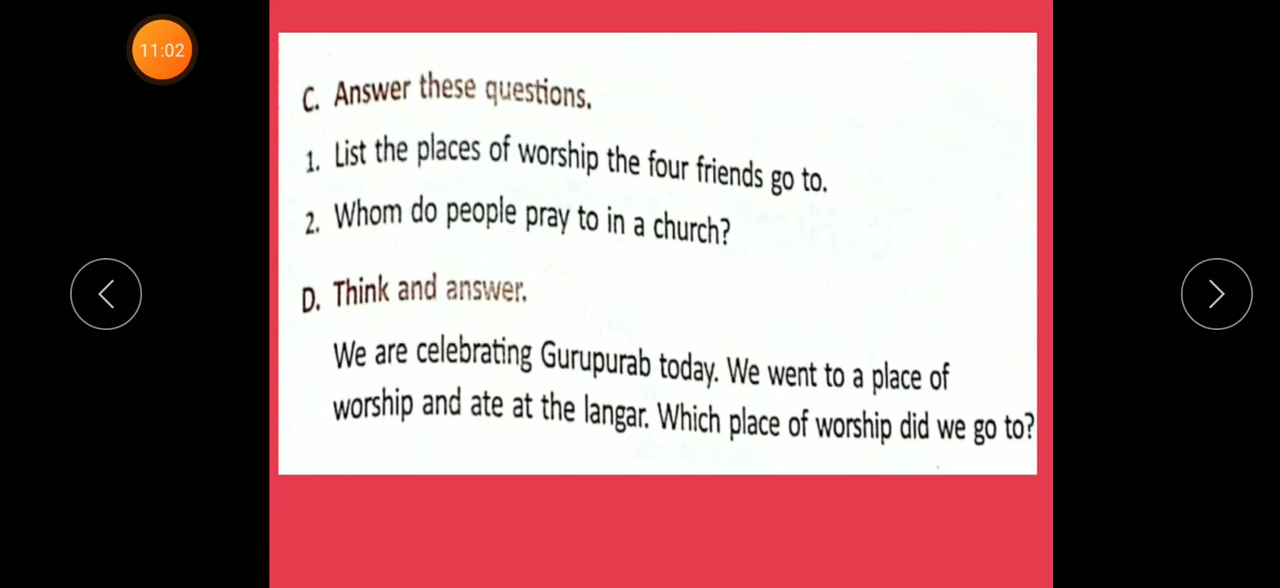 11:02
C. Answer these questions.
1. List the places of worship the four friends go to.
2. Whom do people pray to in a church?
D. Think and answer.
We are celebrating Gurupurab today. We went to a place of
worship and ate at the langar. Which place of worship did we go to?